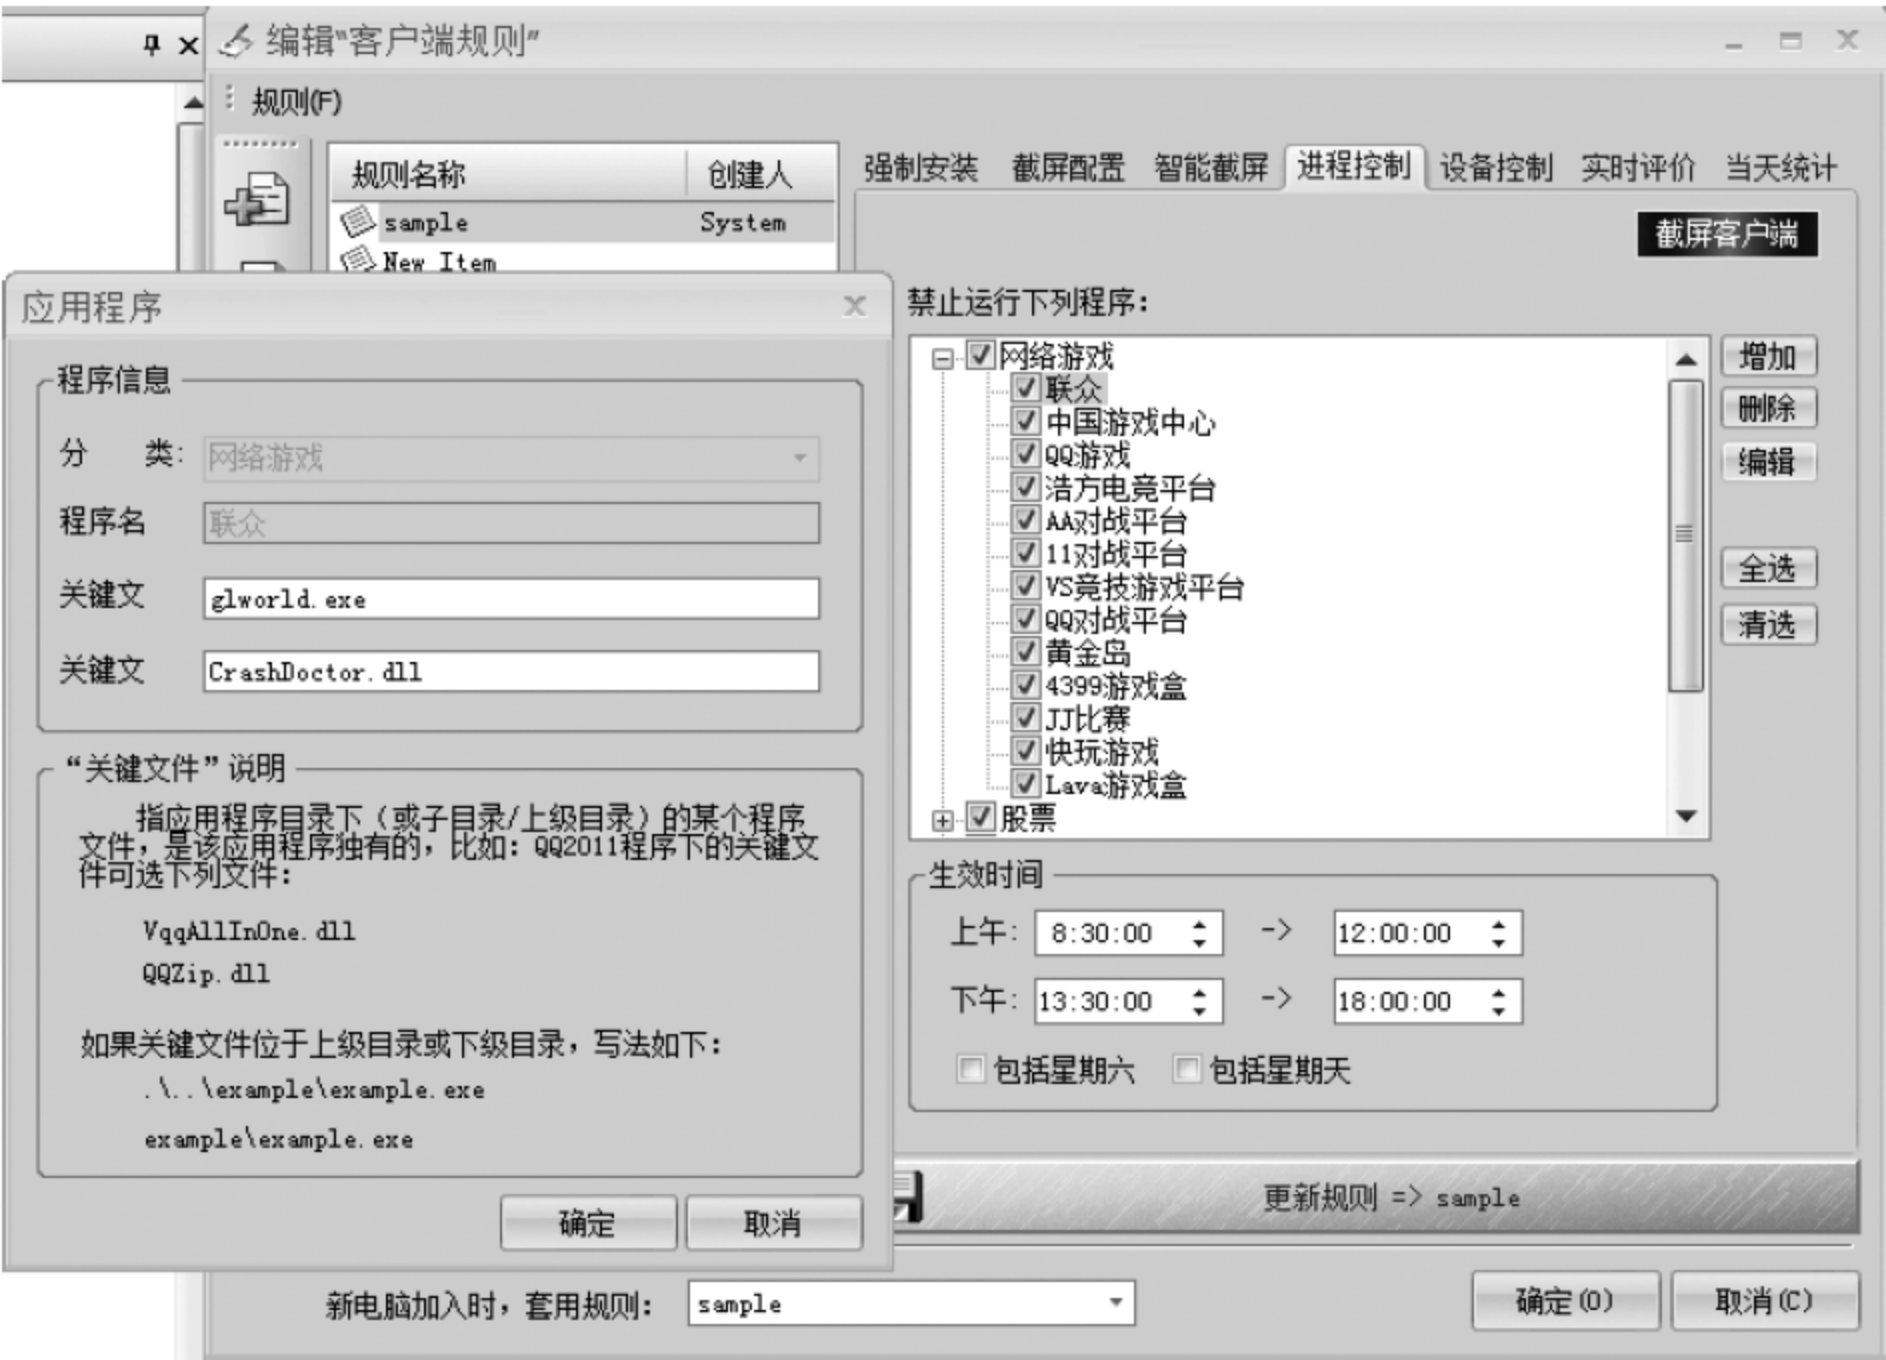 编辑"客户端规则"
规则(F)
规则名称 创建人
sample System
New Item
强制安装 截屏配置 智能截屏 进程控制 设备控制 实时评价 当天统计
截屏客户端
禁止运行下列程序：
网络游戏
联众
中国游戏中心
QQ游戏
浩方电竞平台
AA对战平台
11对战平台
VS竞技游戏平台
QQ对战平台
黄金岛
4399游戏盒
JJ比赛
快玩游戏
Lava游戏盒
股票
增加
删除
编辑
全选
清选
生效时间
上午: 8:30:00 -> 12:00:00
下午: 13:30:00 -> 18:00:00
包括星期六 包括星期天
更新规则 => sample
应用程序
程序信息
分 类: 网络游戏
程序名 联众
关键文 glworld.exe
关键文 CrashDoctor.dll
“关键文件”说明
指应用程序目录下（或子目录/上级目录）的某个程序
文件，是该应用程序独有的，比如：QQ2011程序下的关键文
件可选下列文件：
VqqAllInOne.dll
QQZip.dll
如果关键文件位于上级目录或下级目录，写法如下：
.\..\example\example.exe
example\example.exe
确定 取消
新电脑加入时，套用规则： sample
确定(O) 取消(C)